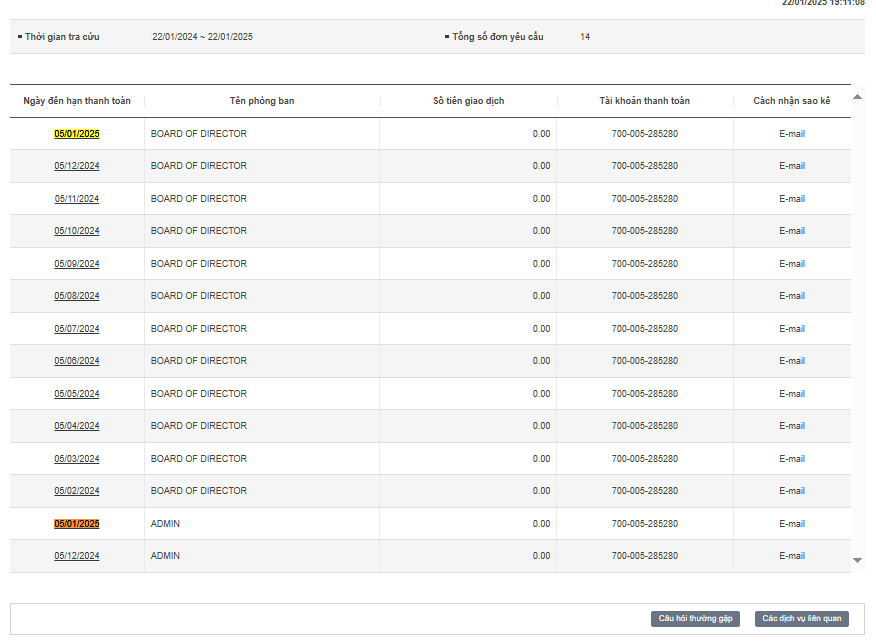 22/01/2025 19:11:08
Thời gian tra cứu 22/01/2024 ~ 22/01/2025 Tổng số đơn yêu cầu 14
Ngày đến hạn thanh toán Tên phòng ban Số tiền giao dịch Tài khoản thanh toán Cách nhận sao kê
05/01/2025 BOARD OF DIRECTOR 0.00 700-005-285280 E-mail
05/12/2024 BOARD OF DIRECTOR 0.00 700-005-285280 E-mail
05/11/2024 BOARD OF DIRECTOR 0.00 700-005-285280 E-mail
05/10/2024 BOARD OF DIRECTOR 0.00 700-005-285280 E-mail
05/09/2024 BOARD OF DIRECTOR 0.00 700-005-285280 E-mail
05/08/2024 BOARD OF DIRECTOR 0.00 700-005-285280 E-mail
05/07/2024 BOARD OF DIRECTOR 0.00 700-005-285280 E-mail
05/06/2024 BOARD OF DIRECTOR 0.00 700-005-285280 E-mail
05/05/2024 BOARD OF DIRECTOR 0.00 700-005-285280 E-mail
05/04/2024 BOARD OF DIRECTOR 0.00 700-005-285280 E-mail
05/03/2024 BOARD OF DIRECTOR 0.00 700-005-285280 E-mail
05/02/2024 BOARD OF DIRECTOR 0.00 700-005-285280 E-mail
05/01/2025 ADMIN 0.00 700-005-285280 E-mail
05/12/2024 ADMIN 0.00 700-005-285280 E-mail
Câu hỏi thường gặp Các dịch vụ liên quan